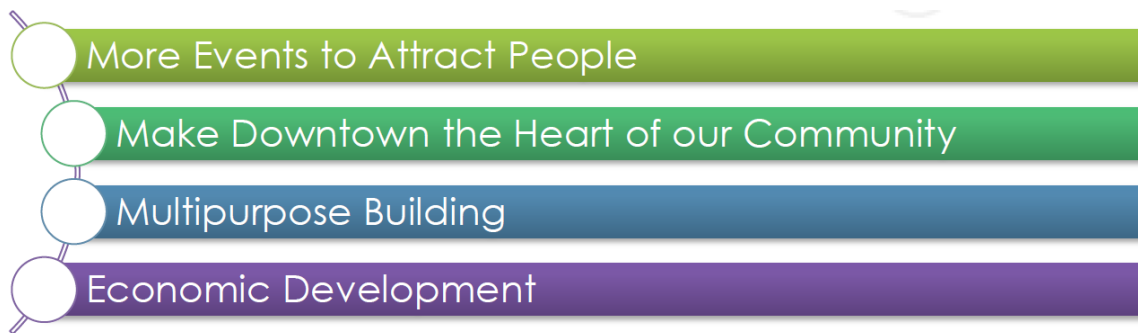 More Events to Attract People
Make Downtown the Heart of our Community
Multipurpose Building
Economic Development